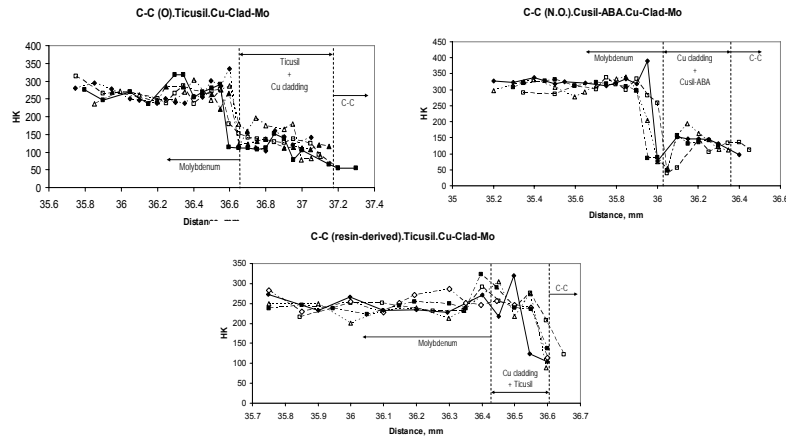 C-C (O).Ticusil.Cu-Clad-Mo
HK
400
350
300
250
200
150
100
50
0
Ticusil
+
Cu cladding
C-C
Molybdenum
35.6 35.8 36 36.2 36.4 36.6 36.8 37 37.2 37.4
C-C (N.O.).Cusil-ABA.Cu-Clad-Mo
HK
450
400
350
300
250
200
150
100
50
0
Molybdenum
Cu cladding
+
Cusil-ABA
C-C
35 35.2 35.4 35.6 35.8 36 36.2 36.4 36.6
Distance, mm
C-C (resin-derived).Ticusil.Cu-Clad-Mo
HK
350
300
250
200
150
100
50
0
C-C
Molybdenum
Cu cladding
+ Ticusil
35.7 35.8 35.9 36 36.1 36.2 36.3 36.4 36.5 36.6 36.7
Distance, mm